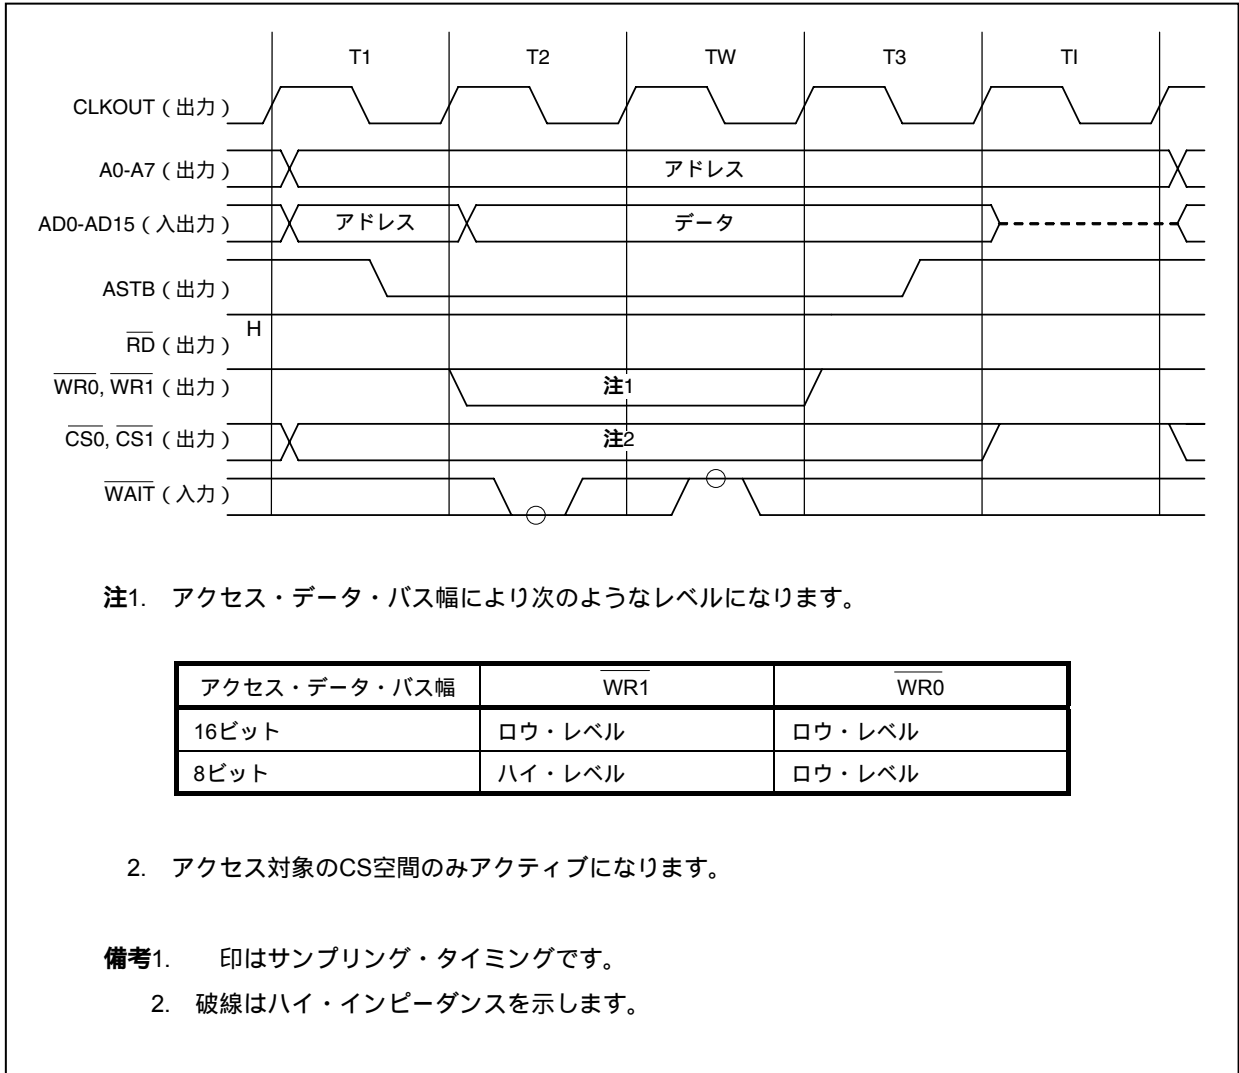 T1 T2 TW T3 TI
CLKOUT（出力）
A0-A7（出力） アドレス
AD0-AD15（入出力） アドレス データ
ASTB（出力）
RD（出力） H
WR0, WR1（出力） 注1
CS0, CS1（出力） 注2
WAIT（入力）
注1. アクセス・データ・バス幅により次のようなレベルになります。
アクセス・データ・バス幅 WR1 WR0
16ビット ロウ・レベル ロウ・レベル
8ビット ハイ・レベル ロウ・レベル
2. アクセス対象のCS空間のみアクティブになります。
備考1. 印はサンプリング・タイミングです。
2. 破線はハイ・インピーダンスを示します。